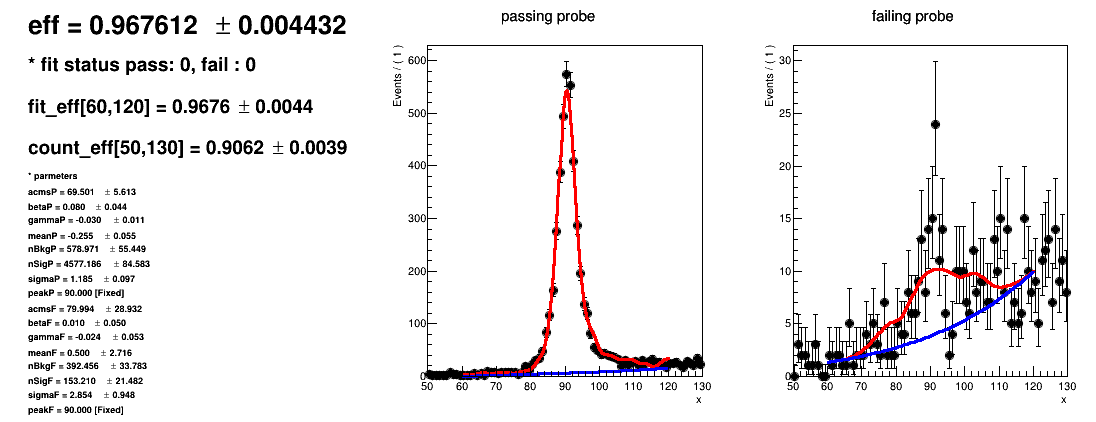 eff = 0.967612 ± 0.004432
* fit status pass: 0, fail : 0
fit_eff[60,120] = 0.9676 ± 0.0044
count_eff[50,130] = 0.9062 ± 0.0039
* parmeters
acmsP = 69.501 ± 5.613
betaP = 0.080 ± 0.044
gammaP = -0.030 ± 0.011
meanP = -0.255 ± 0.055
nBkgP = 578.971 ± 55.449
nSigP = 4577.186 ± 84.583
sigmaP = 1.185 ± 0.097
peakP = 90.000 [Fixed]
acmsF = 79.994 ± 28.932
betaF = 0.010 ± 0.050
gammaF = -0.024 ± 0.053
meanF = 0.500 ± 2.716
nBkgF = 392.456 ± 33.783
nSigF = 153.210 ± 21.482
sigmaF = 2.854 ± 0.948
peakF = 90.000 [Fixed]
passing probe
Events / ( 1 )
600
500
400
300
200
100
0
50 60 70 80 90 100 110 120 130
x
failing probe
Events / ( 1 )
30
25
20
15
10
5
0
50 60 70 80 90 100 110 120 130
x